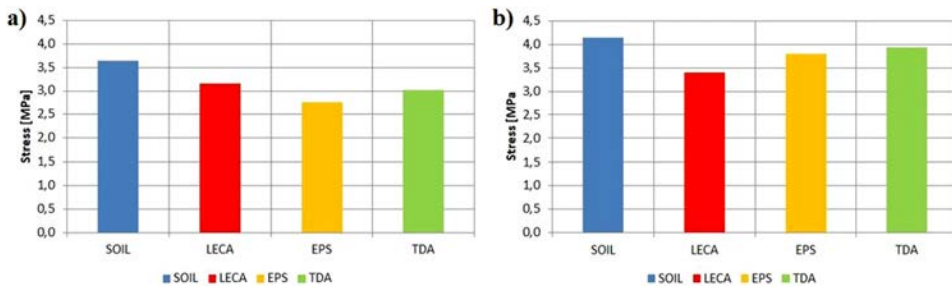 a)
4,5
4,0
3,5
3,0
2,5
2,0
1,5
1,0
0,5
0,0
Stress [MPa]
SOIL LECA EPS TDA
SOIL LECA EPS TDA
b)
4,5
4,0
3,5
3,0
2,5
2,0
1,5
1,0
0,5
0,0
Stress [MPa
SOIL LECA EPS TDA
SOIL LECA EPS TDA